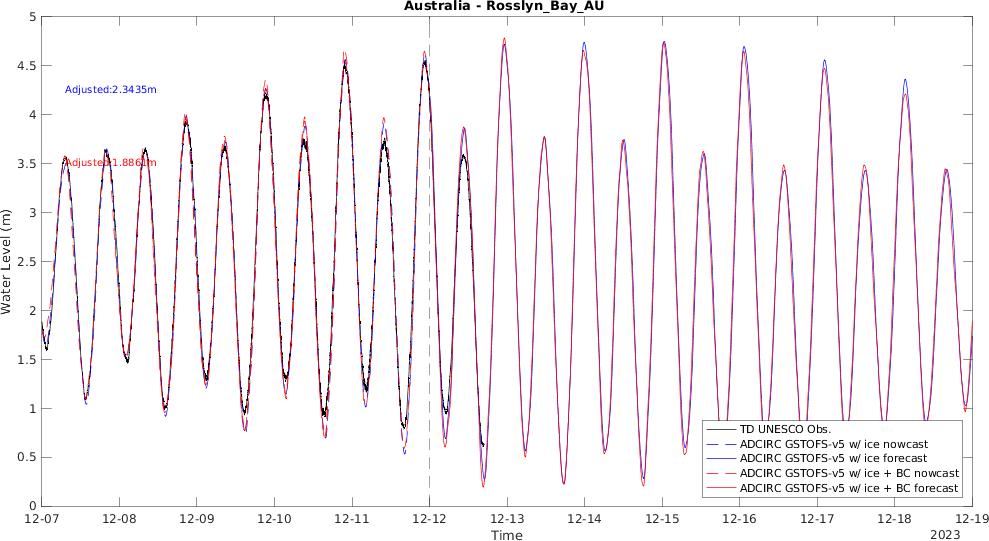 Australia - Rosslyn_Bay_AU
5
4.5
4
3.5
3
2.5
2
1.5
1
0.5
0
Water Level (m)
Adjusted:2.3435m
Adjusted:1.8861m
TD UNESCO Obs.
ADCIRC GSTOFS-v5 w/ ice nowcast
ADCIRC GSTOFS-v5 w/ ice forecast
ADCIRC GSTOFS-v5 w/ ice + BC nowcast
ADCIRC GSTOFS-v5 w/ ice + BC forecast
12-07 12-08 12-09 12-10 12-11 12-12 12-13 12-14 12-15 12-16 12-17 12-18 12-19
Time
2023